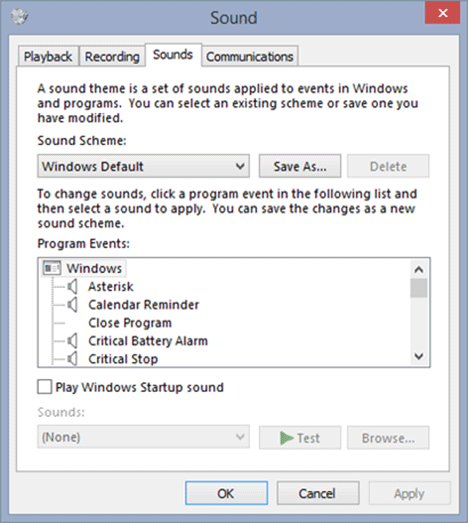 Sound
Playback Recording Sounds Communications
A sound theme is a set of sounds applied to events in Windows
and programs. You can select an existing scheme or save one you
have modified.
Sound Scheme:
Windows Default Save As... Delete
To change sounds, click a program event in the following list and
then select a sound to apply. You can save the changes as a new
sound scheme.
Program Events:
Windows
Asterisk
Calendar Reminder
Close Program
Critical Battery Alarm
Critical Stop
Play Windows Startup sound
Sounds:
(None) Test Browse...
OK Cancel Apply